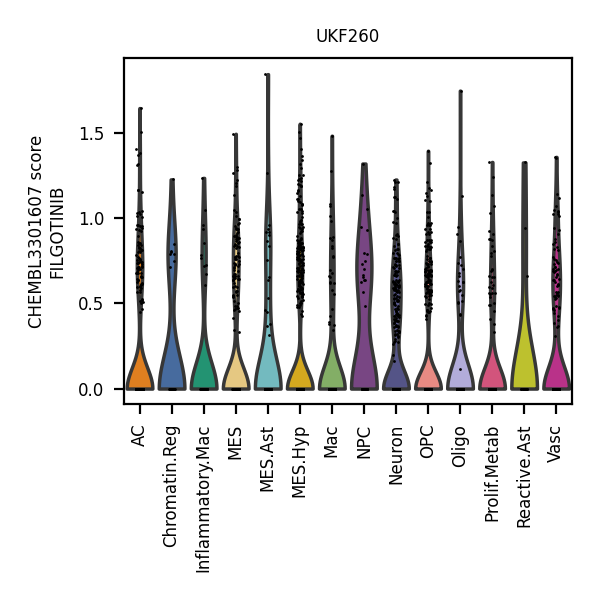 UKF260
CHEMBL3301607 score
FILGOTINIB
1.5
1.0
0.5
0.0
AC
Chromatin.Reg
Inflammatory.Mac
MES
MES.Ast
MES.Hyp
Mac
NPC
Neuron
OPC
Oligo
Prolif.Metab
Reactive.Ast
Vasc